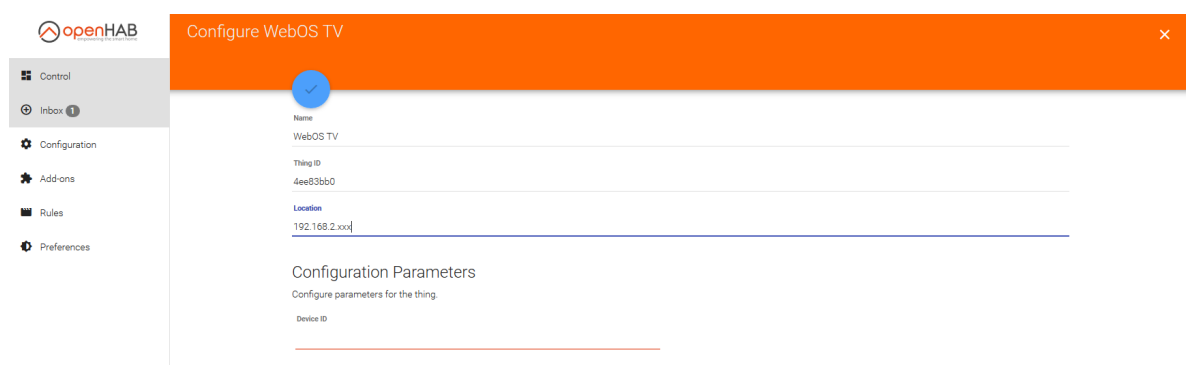 openHAB
empowering the smart home
Configure WebOS TV
Control
Inbox 1
Configuration
Add-ons
Rules
Preferences
Name
WebOS TV
Thing ID
4ee83bb0
Location
192.168.2.xxx
Configuration Parameters
Configure parameters for the thing.
Device ID